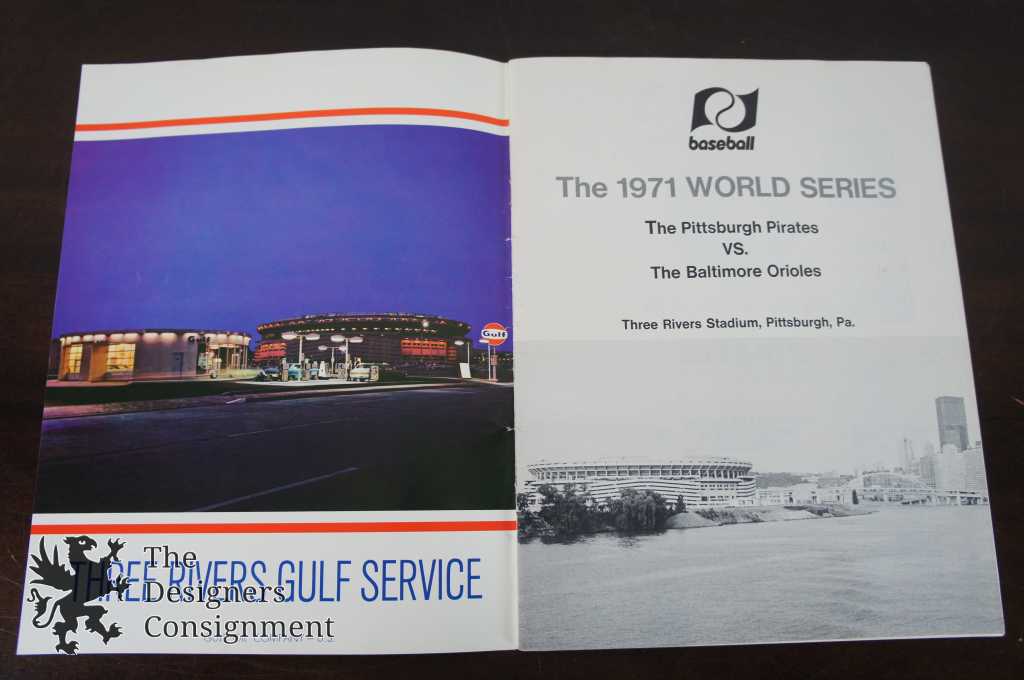 Gulf
THREE RIVERS GULF SERVICE
The
Designers
Consignment
baseball
The 1971 WORLD SERIES
The Pittsburgh Pirates
VS.
The Baltimore Orioles
Three Rivers Stadium, Pittsburgh, Pa.